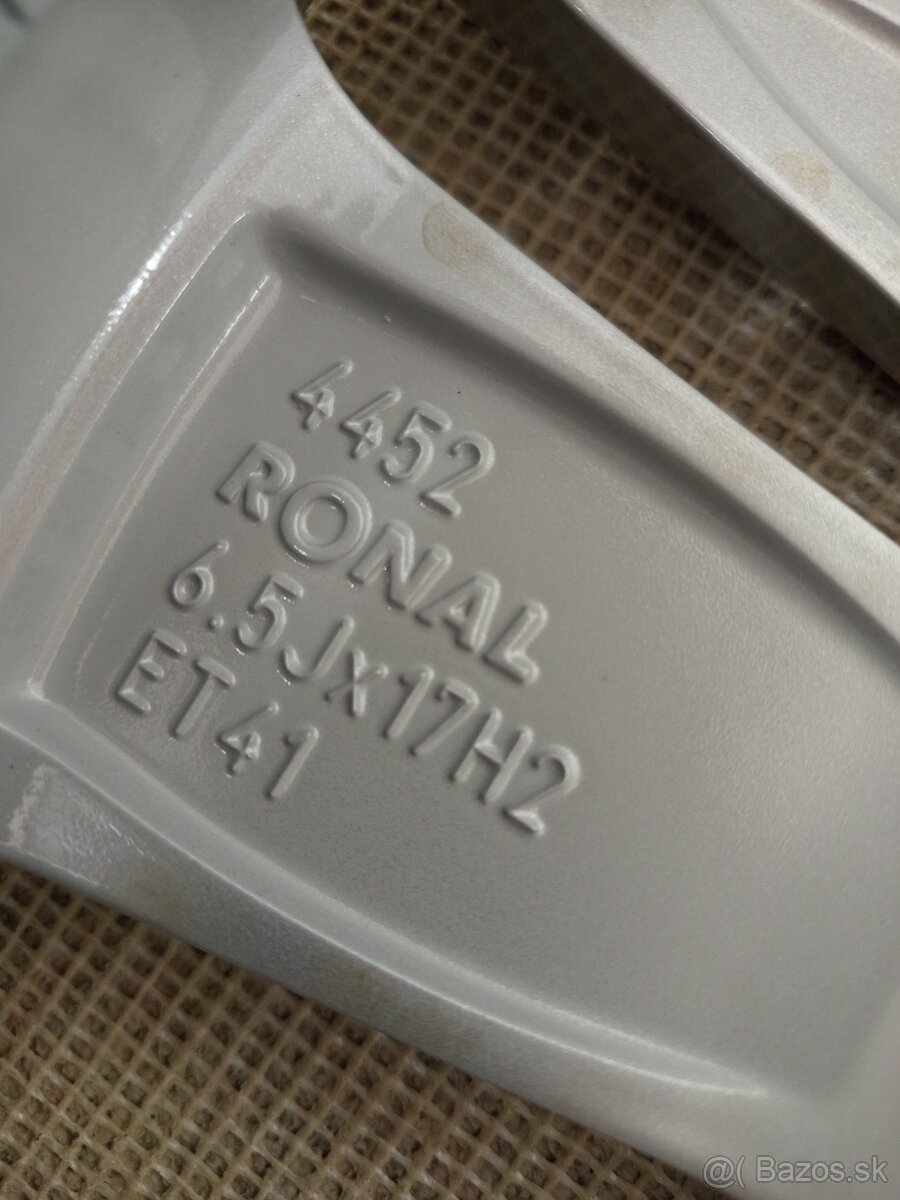 4452
RONAL
6.5Jx17H2
ET41
@( Bazos.sk